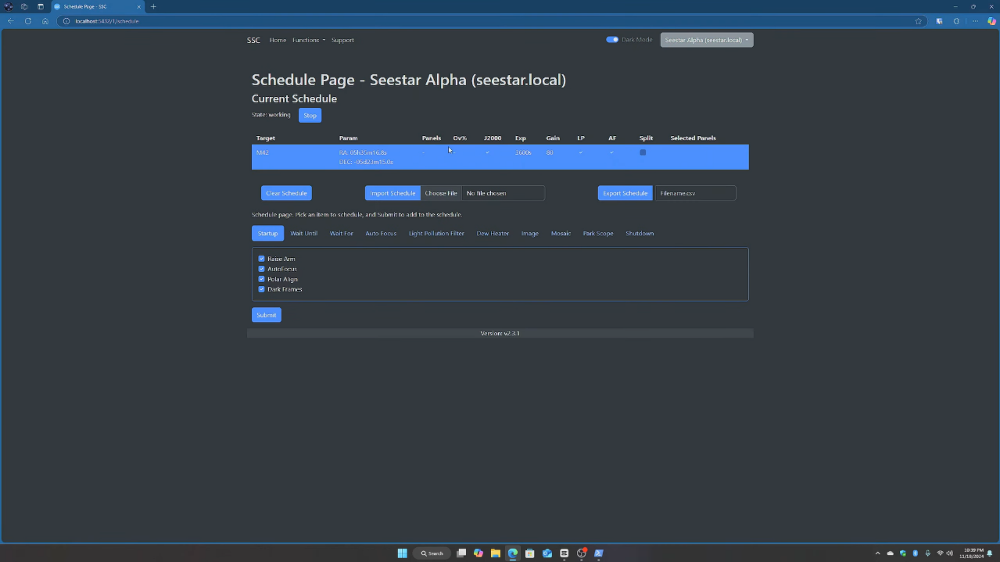 Schedule Page - SSC
localhost:5432/1/schedule
SSC Home Functions Support Dark Mode Seestar Alpha (seestar.local)
Schedule Page - Seestar Alpha (seestar.local)
Current Schedule
State: working Stop
Target Param Panels Ov% J2000 Exp Gain LP AF Split Selected Panels
M42 RA: 05h35m16.8s - - ✓ 3600s 80 ✓ ✓
DEC: -05d23m15.0s
Clear Schedule Import Schedule Choose File No file chosen Export Schedule Filename.csv
Schedule page. Pick an item to schedule, and Submit to add to the schedule.
Startup Wait Until Wait For Auto Focus Light Pollution Filter Dew Heater Image Mosaic Park Scope Shutdown
Raise Arm
AutoFocus
Polar Align
Dark Frames
Submit
Version: v2.3.1
Search
10:39 PM
11/18/2024